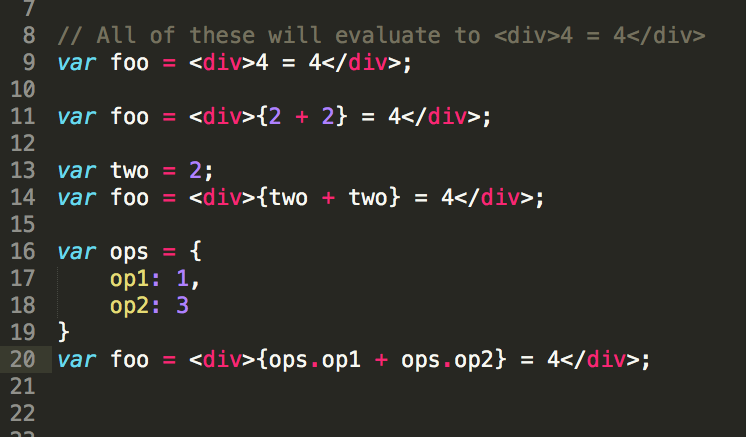 7
8 // All of these will evaluate to <div>4 = 4</div>
9 var foo = <div>4 = 4</div>;
10
11 var foo = <div>{2 + 2} = 4</div>;
12
13 var two = 2;
14 var foo = <div>{two + two} = 4</div>;
15
16 var ops = {
17     op1: 1,
18     op2: 3
19 }
20 var foo = <div>{ops.op1 + ops.op2} = 4</div>;
21
22